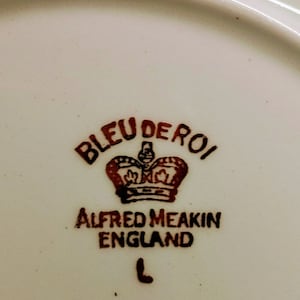 BLEU DE ROI
ALFRED MEAKIN
ENGLAND
L